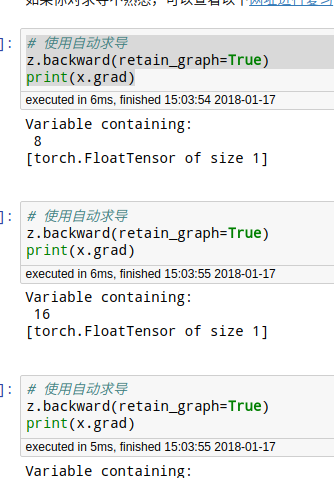 如果你对求导不熟悉，可以查看以下网址进行复习
]: # 使用自动求导
z.backward(retain_graph=True)
print(x.grad)
executed in 6ms, finished 15:03:54 2018-01-17
Variable containing:
8
[torch.FloatTensor of size 1]
]: # 使用自动求导
z.backward(retain_graph=True)
print(x.grad)
executed in 6ms, finished 15:03:55 2018-01-17
Variable containing:
16
[torch.FloatTensor of size 1]
]: # 使用自动求导
z.backward(retain_graph=True)
print(x.grad)
executed in 5ms, finished 15:03:55 2018-01-17
Variable containing: